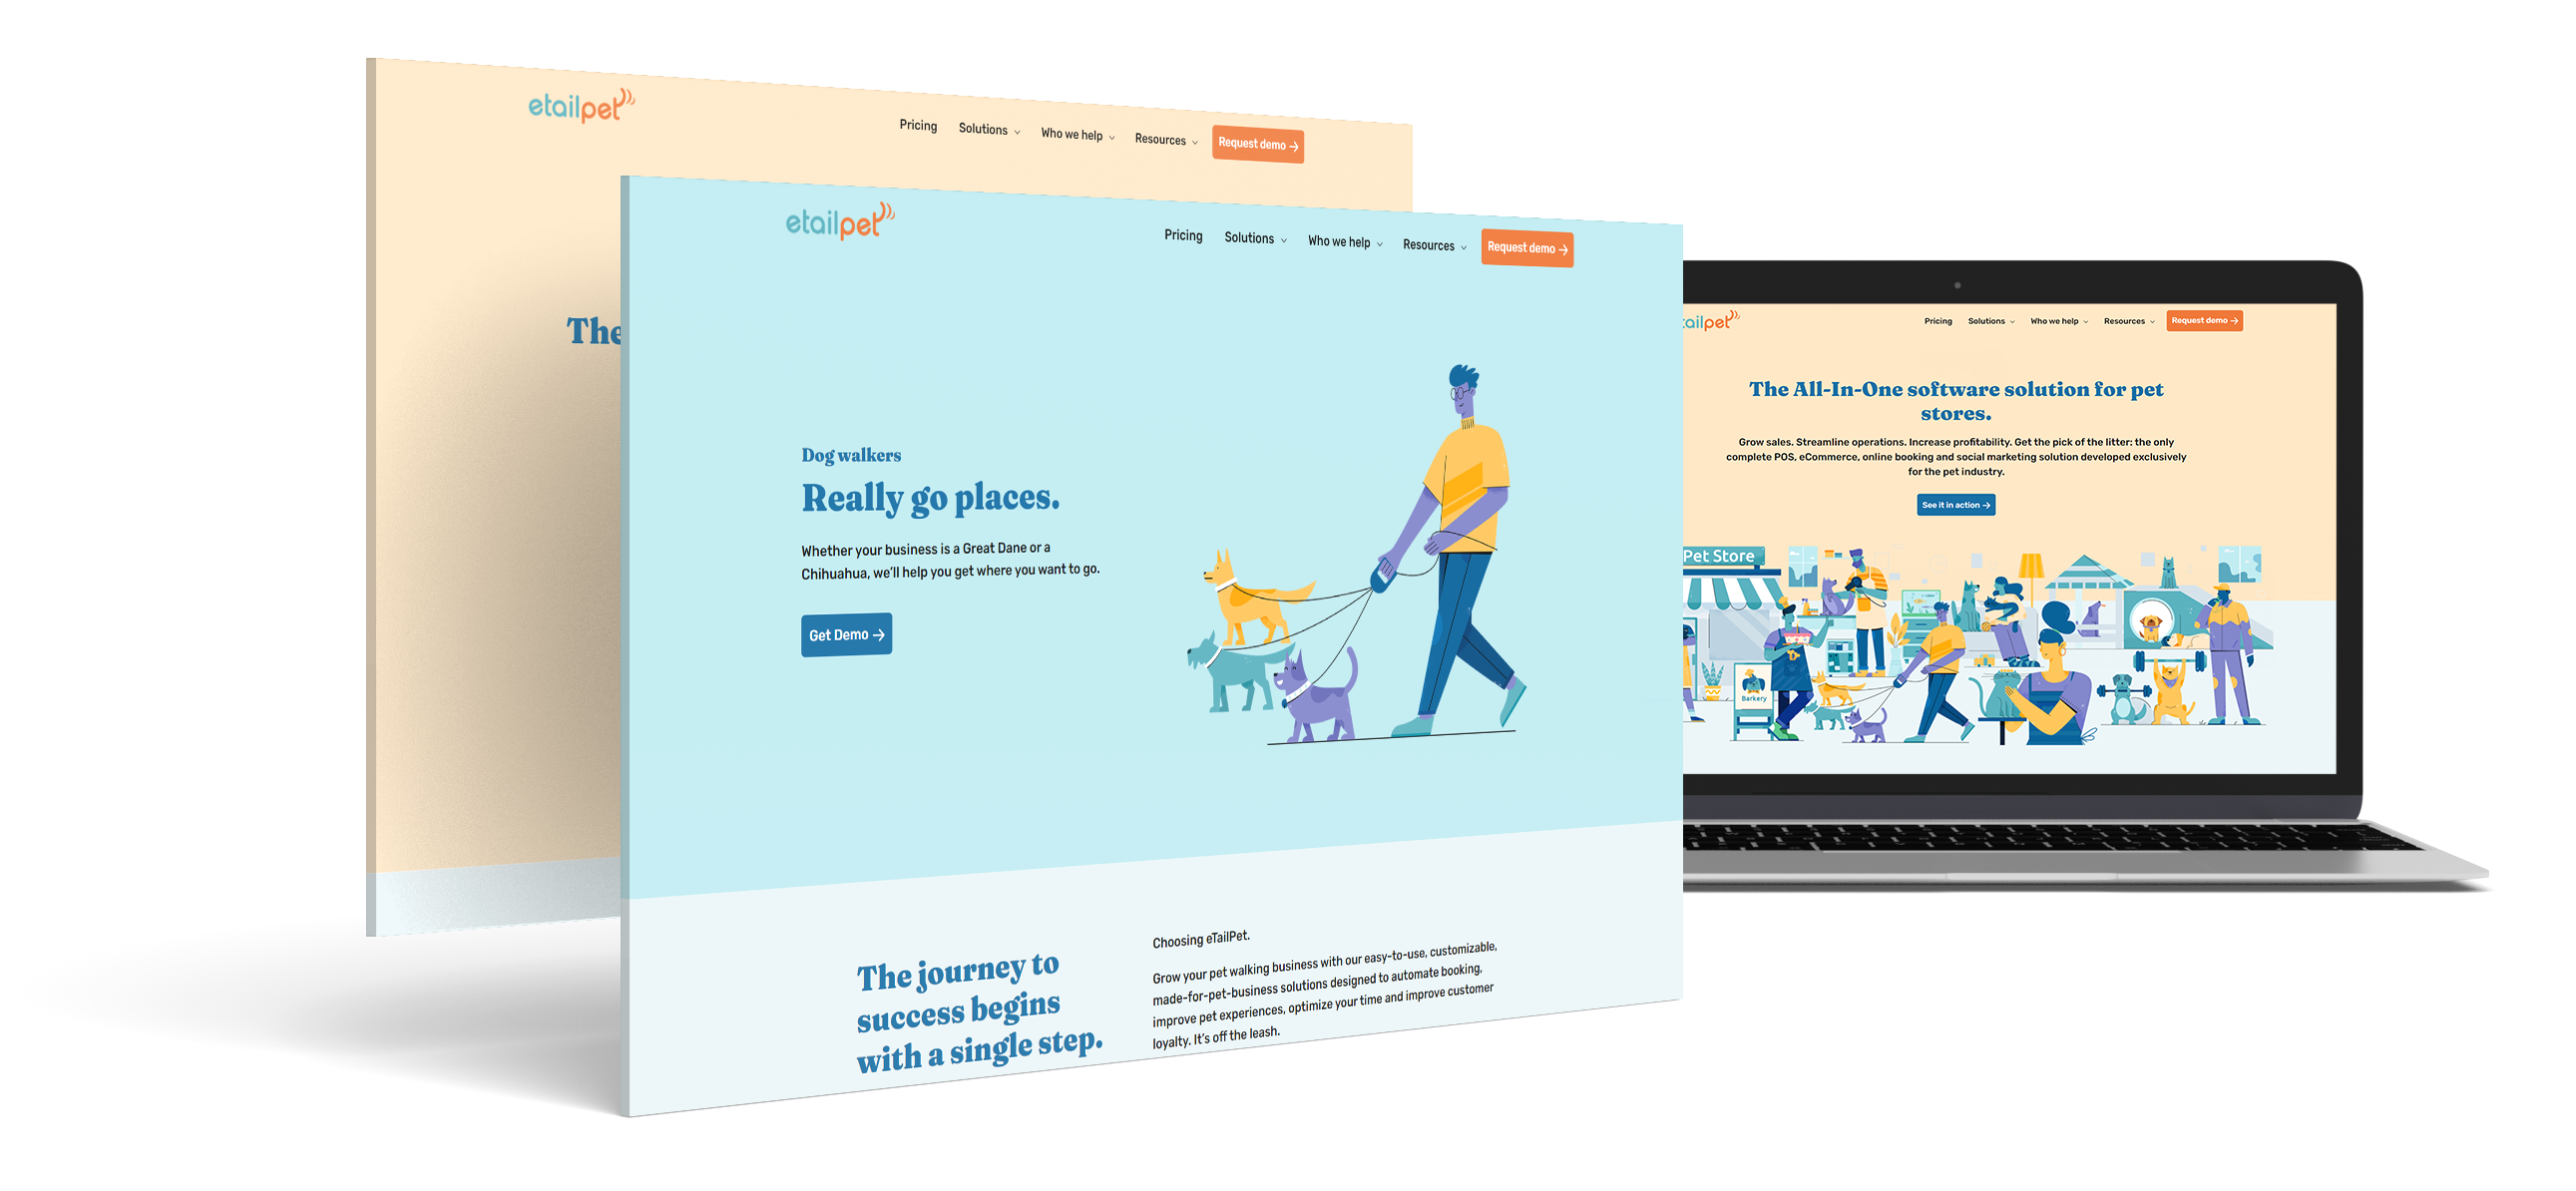 etailpet
Pricing
Solutions
Who we help
Resources
Request demo →
The
etailpet
Pricing
Solutions
Who we help
Resources
Request demo →
Dog walkers
Really go places.
Whether your business is a Great Dane or a
Chihuahua, we'll help you get where you want to go.
Get Demo →
The journey to
success begins
with a single step.
Choosing eTailPet.
Grow your pet walking business with our easy-to-use, customizable,
made-for-pet-business solutions designed to automate booking,
improve pet experiences, optimize your time and improve customer
loyalty. It's off the leash.
tailpet
Pricing
Solutions
Who we help
Resources
Request demo →
The All-In-One software solution for pet
stores.
Grow sales. Streamline operations. Increase profitability. Get the pick of the litter: the only
complete POS, eCommerce, online booking and social marketing solution developed exclusively
for the pet industry.
See it in action →
Pet Store
Barkery